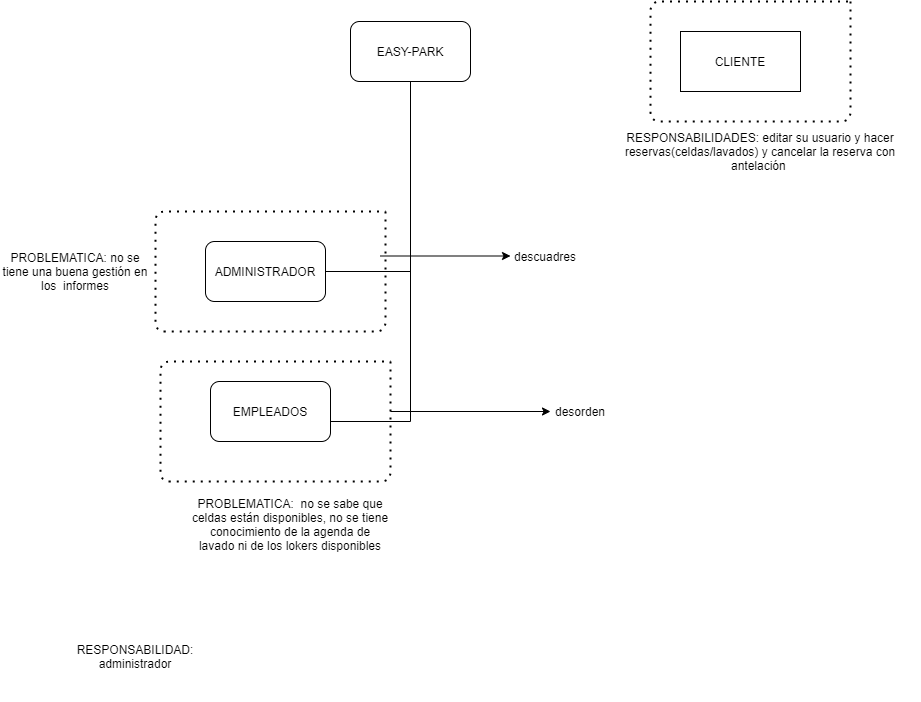 EASY-PARK
CLIENTE
RESPONSABILIDADES: editar su usuario y hacer
reservas(celdas/lavados) y cancelar la reserva con
antelación
PROBLEMATICA: no se
tiene una buena gestión en
los informes
ADMINISTRADOR
descuadres
EMPLEADOS
desorden
PROBLEMATICA: no se sabe que
celdas están disponibles, no se tiene
conocimiento de la agenda de
lavado ni de los lokers disponibles
RESPONSABILIDAD:
administrador